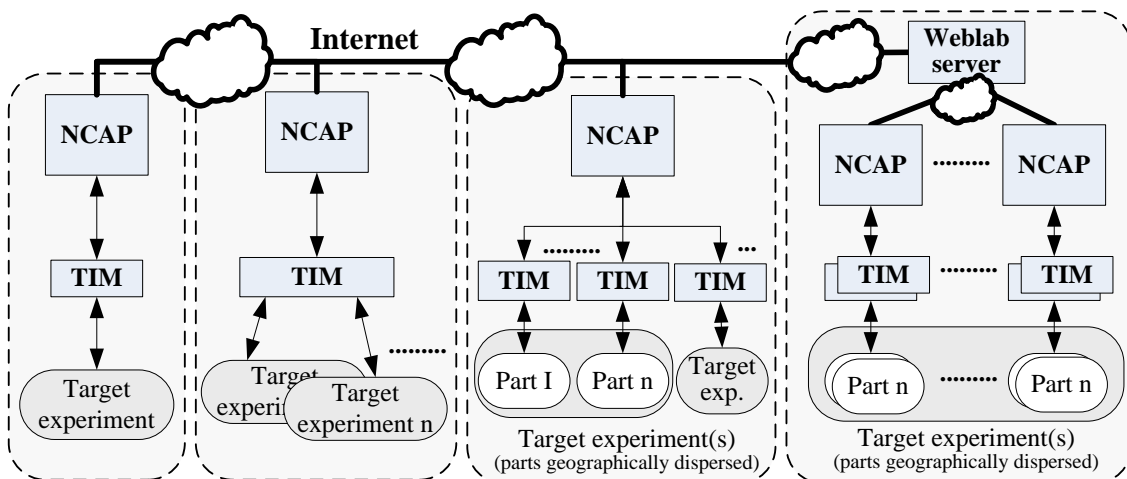 Internet
NCAP
TIM
Target
experiment
NCAP
TIM
Target
experim
Target
experiment n
.........
NCAP
.........
...
TIM
TIM
TIM
Part I
Part n
Target
exp.
Target experiment(s)
(parts geographically dispersed)
Weblab
server
NCAP
.........
NCAP
TIM
.........
TIM
Part n
.........
Part n
Target experiment(s)
(parts geographically dispersed)